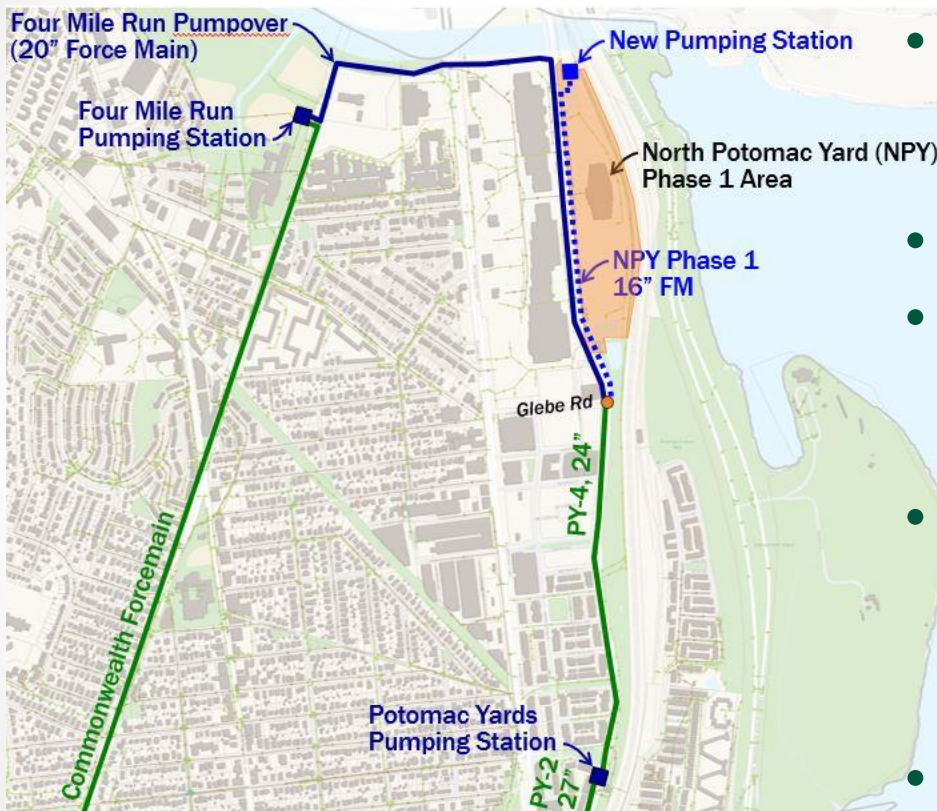 Four Mile Run Pumpover
(20" Force Main)
New Pumping Station
Four Mile Run
Pumping Station
North Potomac Yard (NPY)
Phase 1 Area
NPY Phase 1
16" FM
Glebe Rd
PY-4, 24"
Commonwealth Forcemain
Potomac Yards
Pumping Station
PY-2
27"